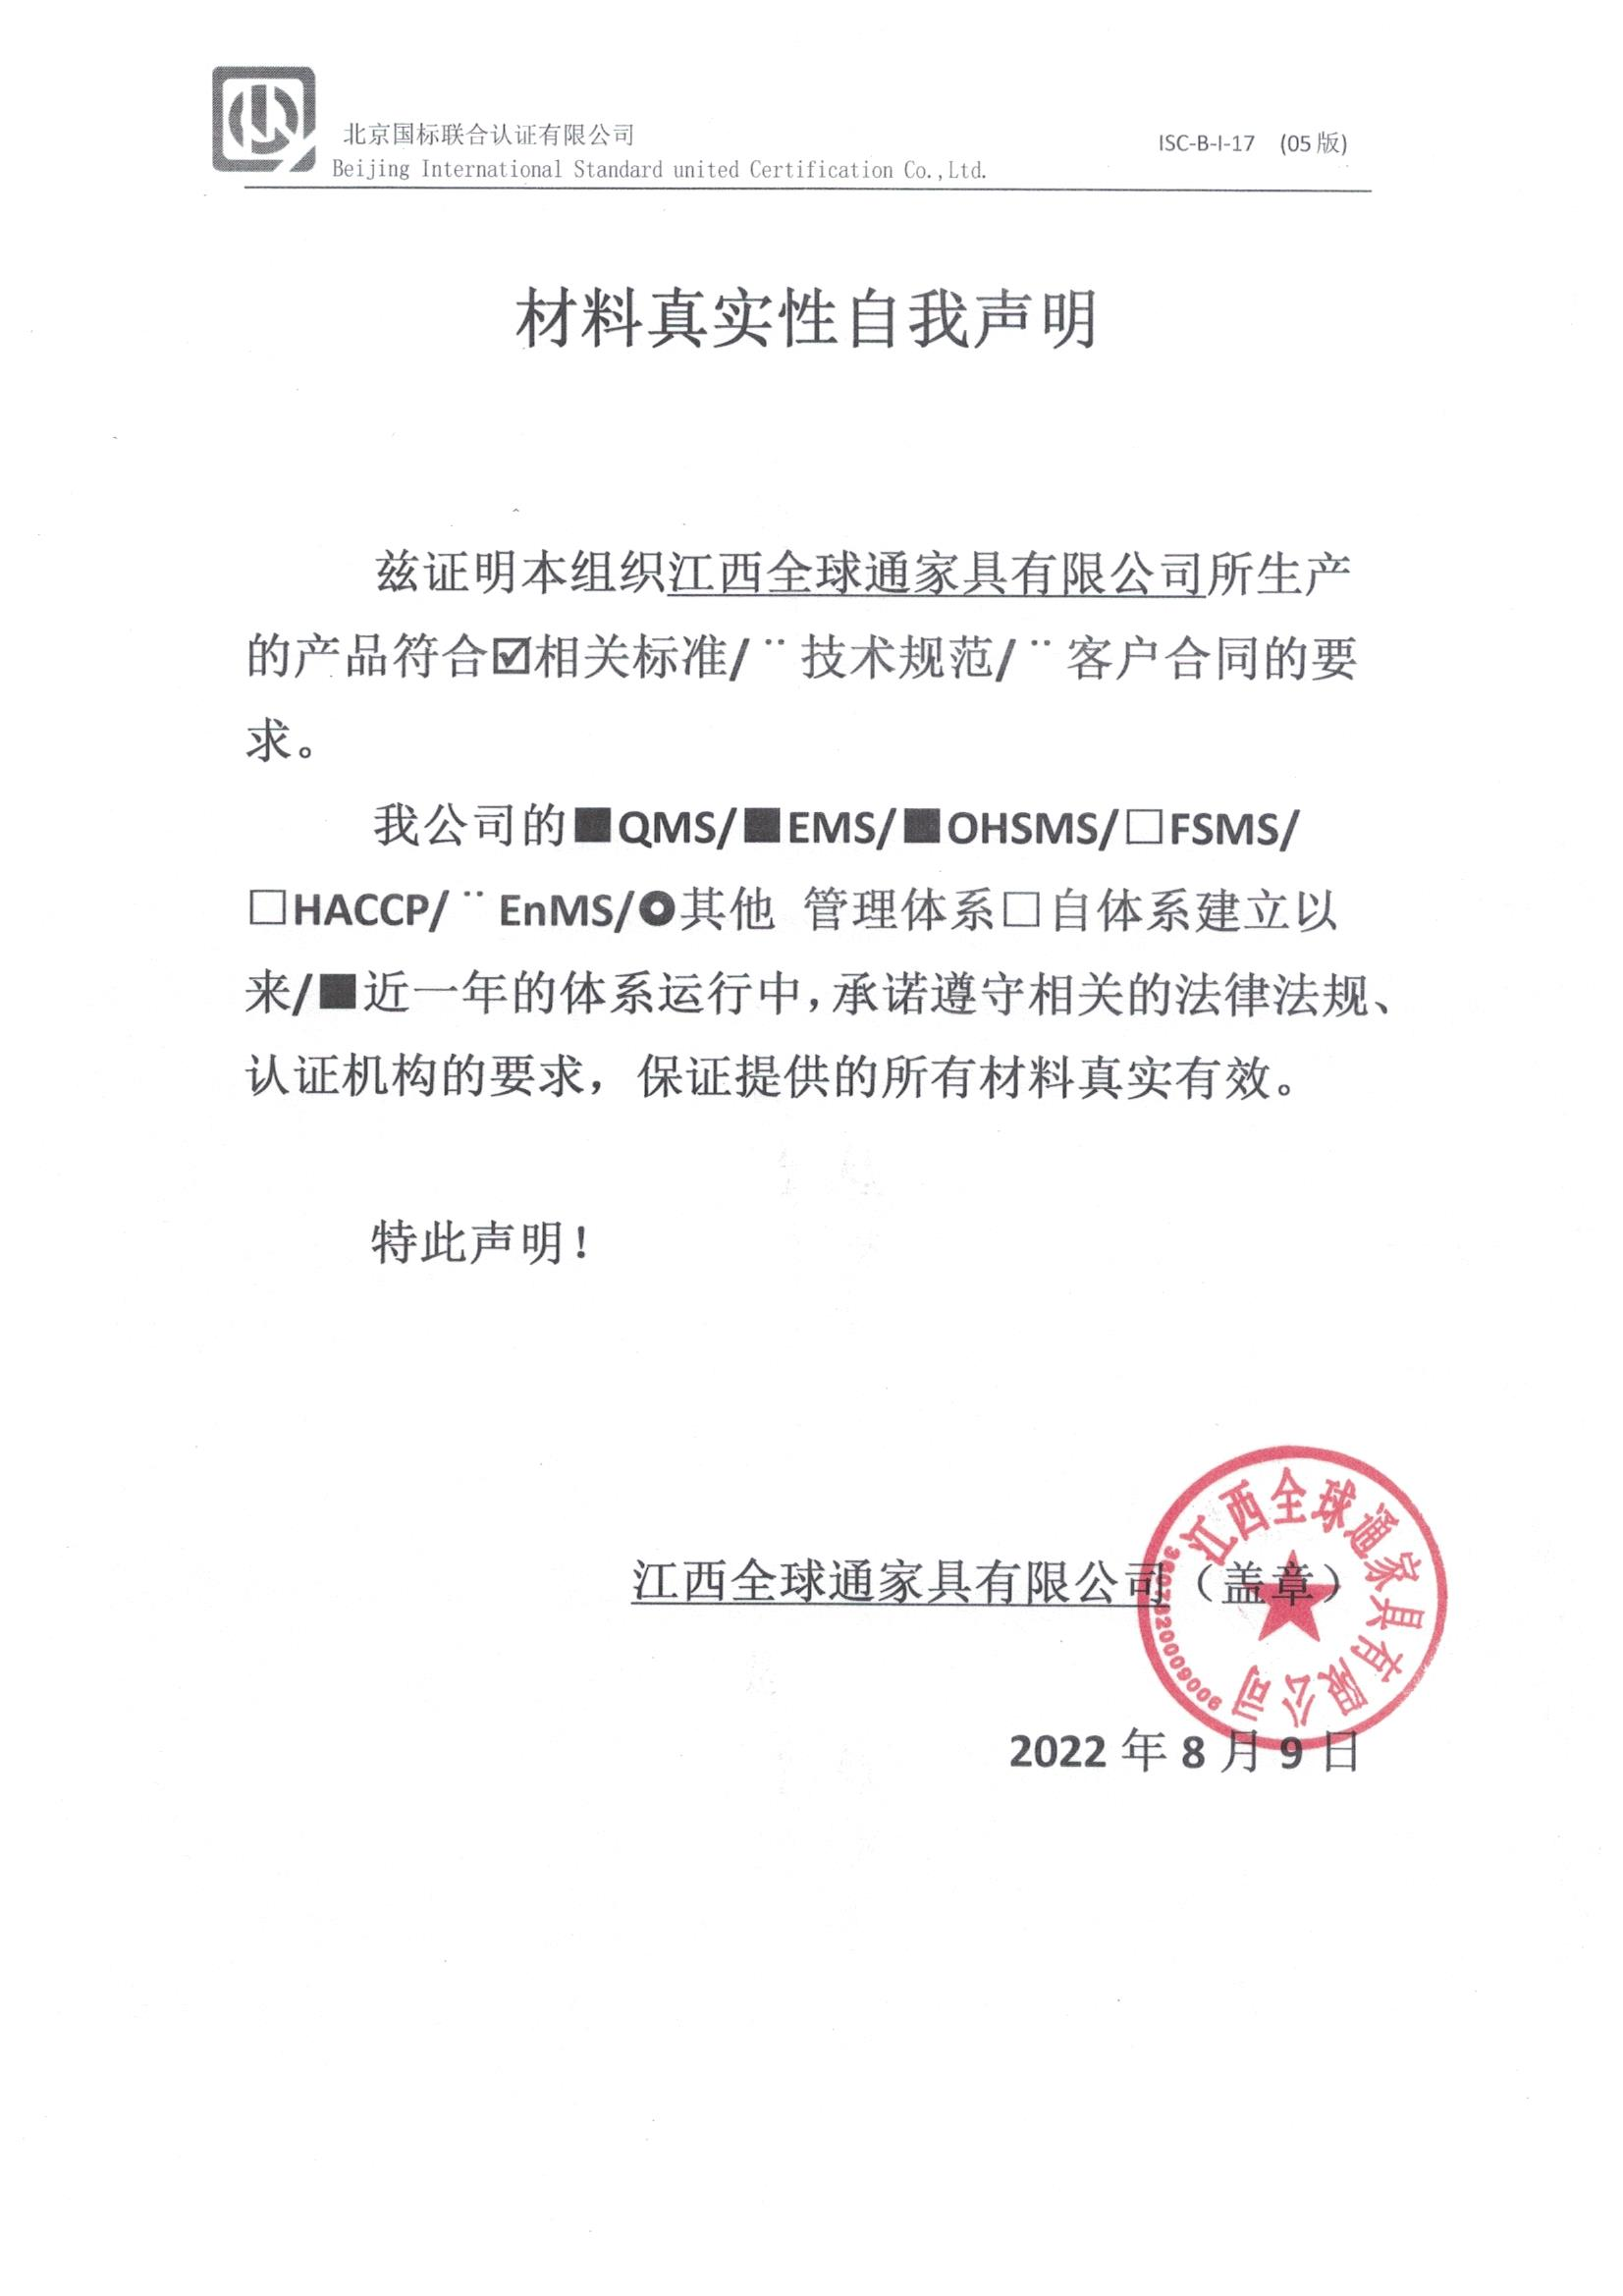 北京国标联合认证有限公司 ISC-B-I-17 (05版)
Beijing International Standard united Certification Co.,Ltd.
材料真实性自我声明
兹证明本组织江西全球通家具有限公司所生产
的产品符合☑相关标准/¨技术规范/¨客户合同的要
求。
我公司的■QMS/■EMS/■OHSMS/□FSMS/
□HACCP/¨EnMS/⭘其他 管理体系□自体系建立以
来/■近一年的体系运行中,承诺遵守相关的法律法规、
认证机构的要求，保证提供的所有材料真实有效。
特此声明!
江西全球通家具有限公司（盖章）
江西全球通家具有限公司
2022 年 8 月 9 日